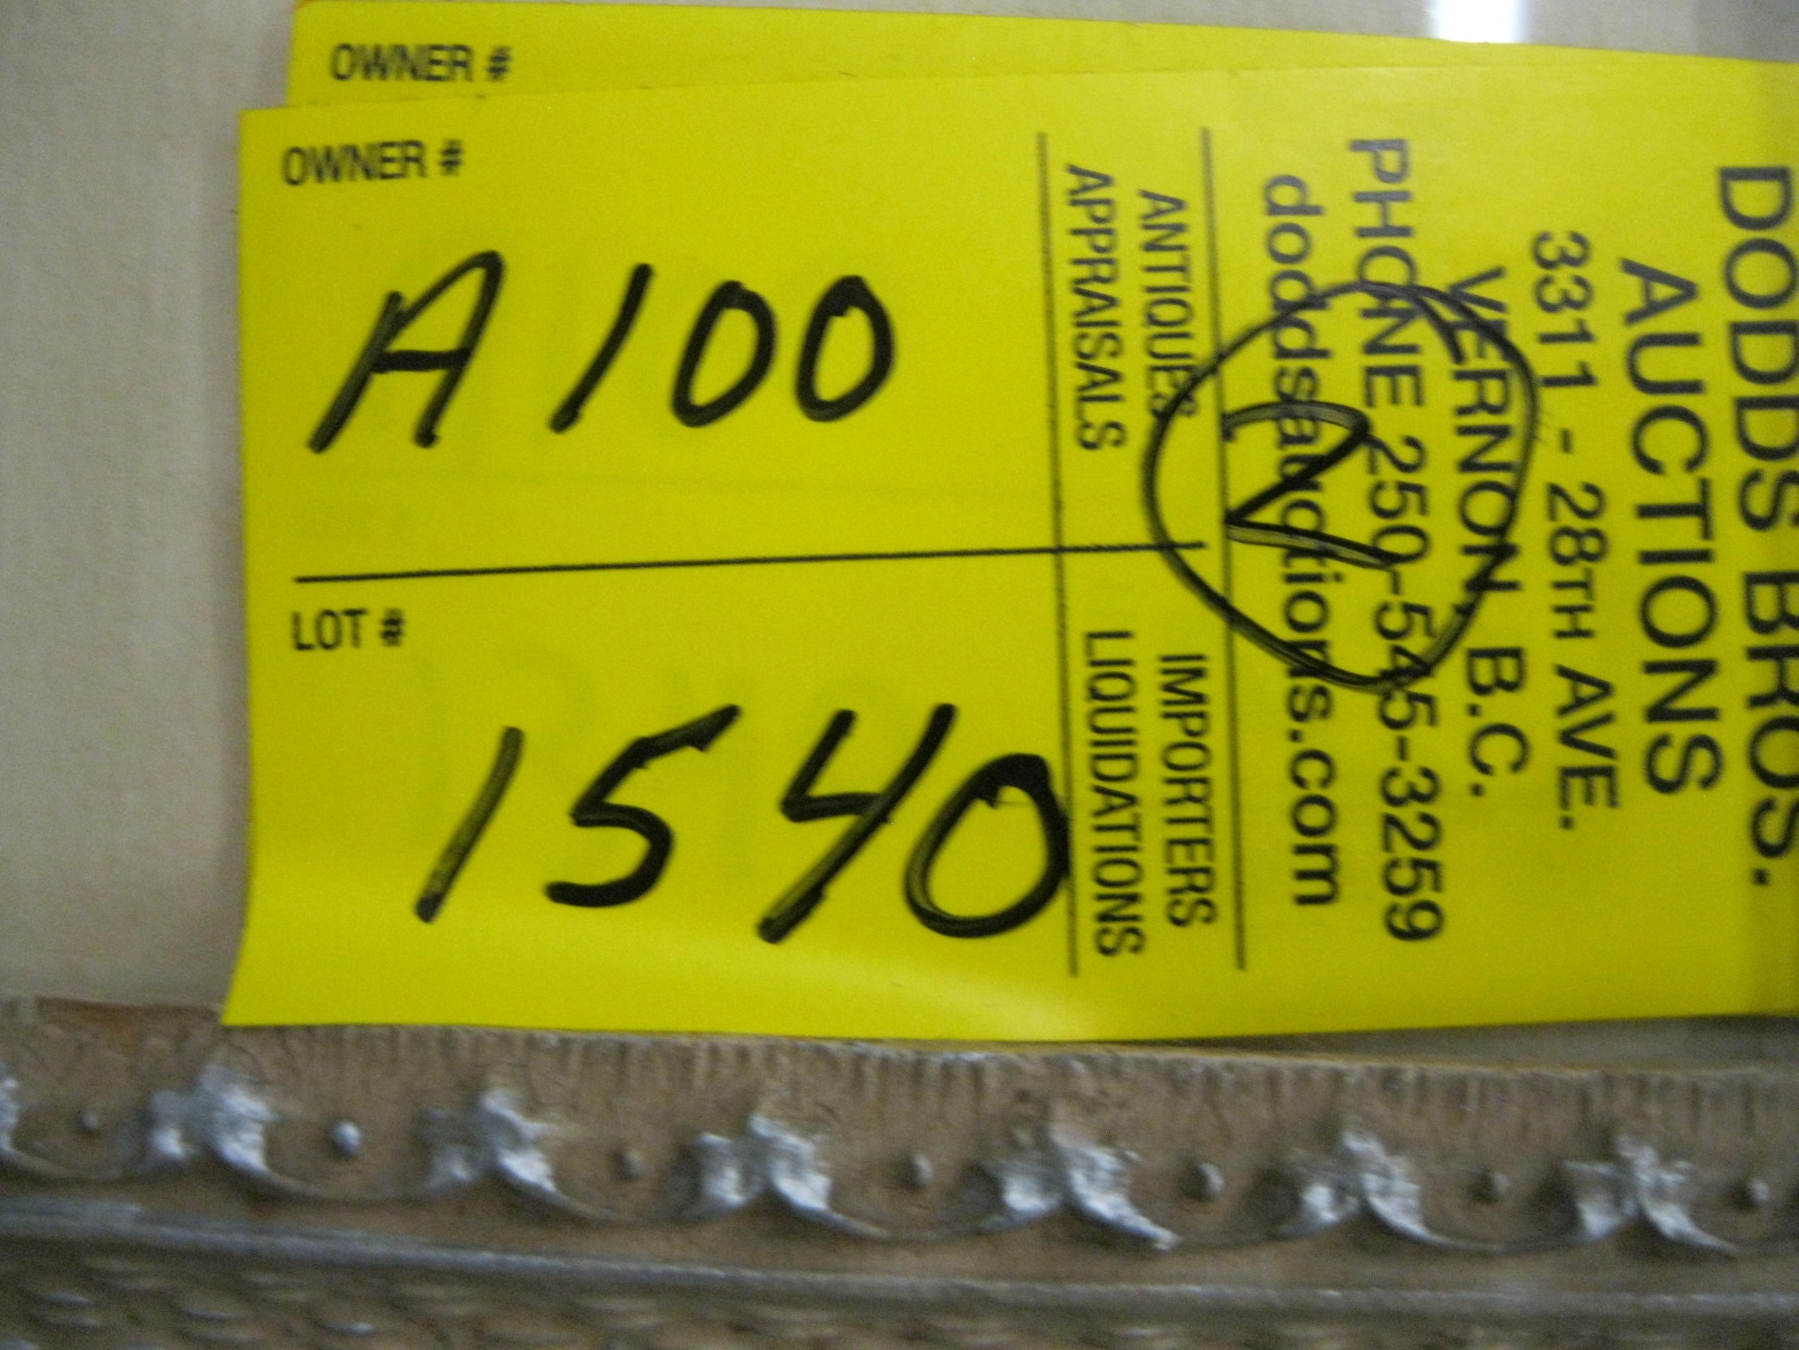 OWNER #
OWNER #
A100
LOT #
1540
DODDS BROS.
AUCTIONS
3311 - 28TH AVE.
VERNON, B.C.
PHONE 250-545-3259
doddsauctions.com
ANTIQUES IMPORTERS
APPRAISALS LIQUIDATIONS